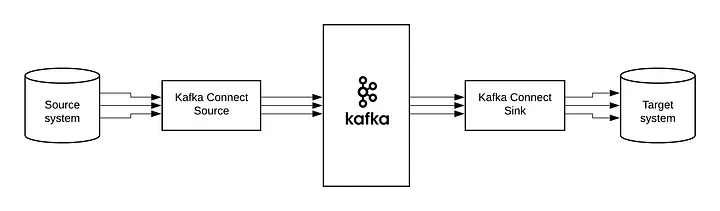 Source
system
Kafka Connect
Source
kafka
Kafka Connect
Sink
Target
system